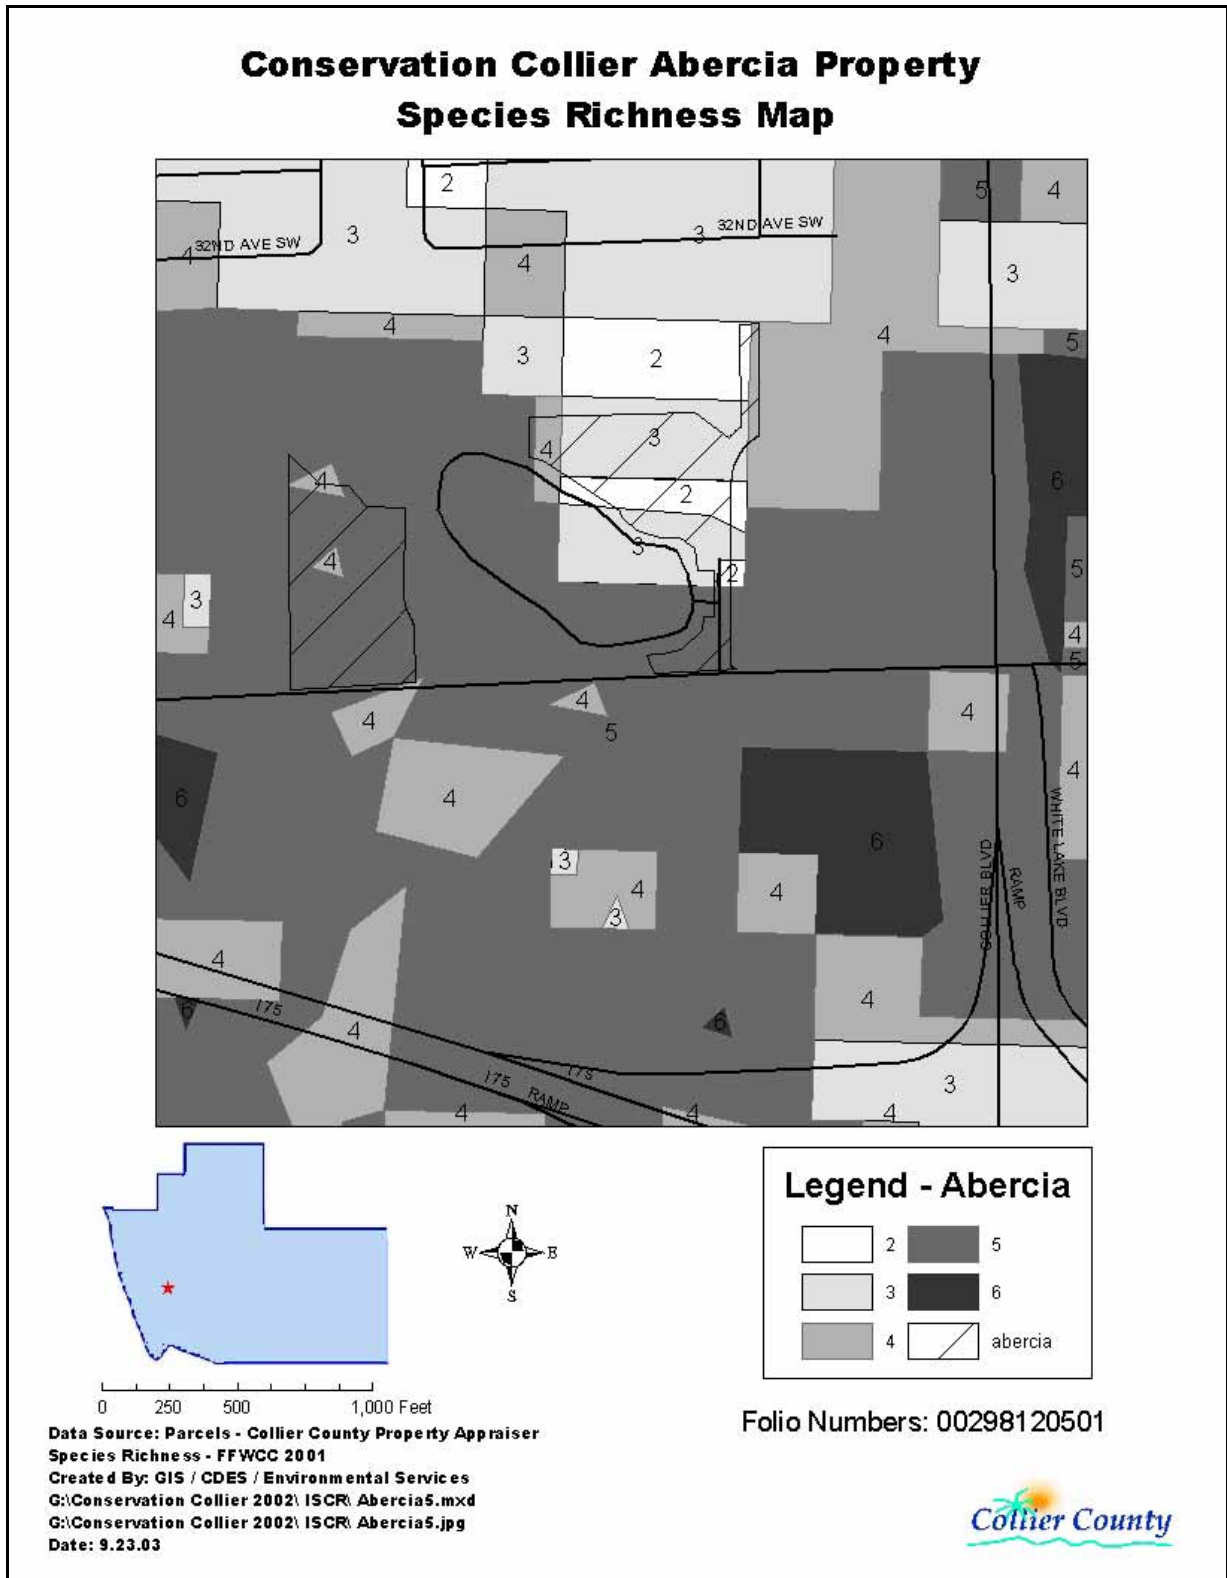 Conservation Collier Abercia Property
Species Richness Map
2
5
4
3
4
32ND AVE SW
3
32ND AVE SW
4
3
4
4
5
3
2
4
3
6
4
2
3
5
4
2
3
4
4
5
4
4
5
4
4
6
4
WHITE LAKE BLVD
6
COLLIER BLVD
RAMP
3
4
4
3
4
4
6
I75
4
6
I75
I75 RAMP
3
4
4
4
Legend - Abercia
2
5
3
6
4
abercia
N
W
E
S
0 250 500 1,000 Feet
Folio Numbers: 00298120501
Data Source: Parcels - Collier County Property Appraiser
Species Richness - FFWCC 2001
Created By: GIS / CDES / Environmental Services
G:\Conservation Collier 2002\ ISCR\ Abercia5.mxd
G:\Conservation Collier 2002\ ISCR\ Abercia5.jpg
Date: 9.23.03
Collier County